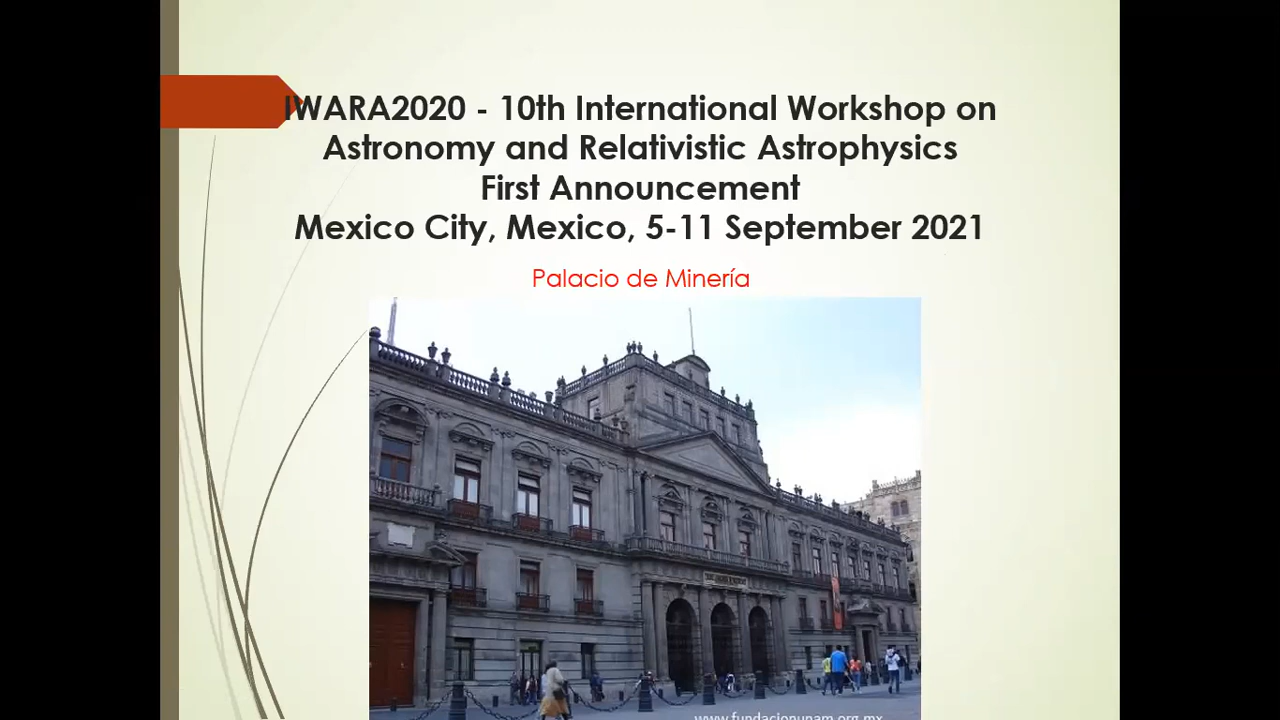 IWARA2020 - 10th International Workshop on
Astronomy and Relativistic Astrophysics
First Announcement
Mexico City, Mexico, 5-11 September 2021
Palacio de Minería
www.fundacionunam.org.mx